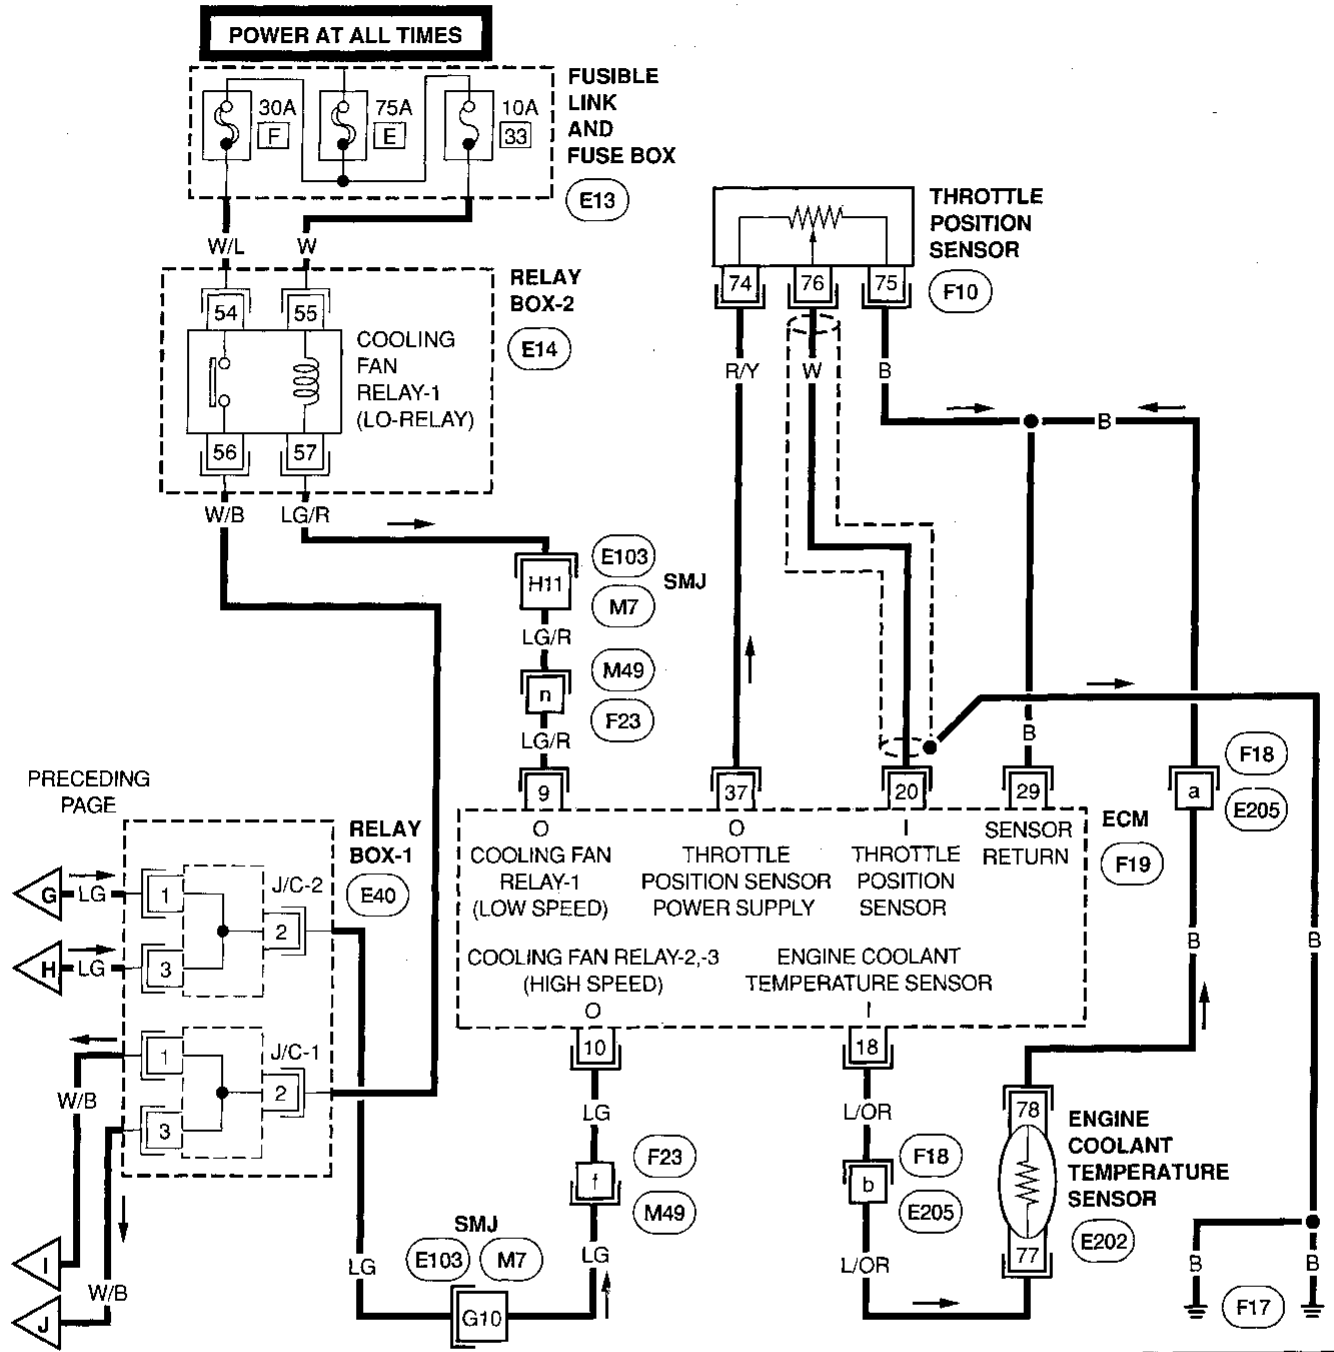 POWER AT ALL TIMES
30A
F
75A
E
10A
33
FUSIBLE
LINK
AND
FUSE BOX
E13
W/L
W
RELAY
BOX-2
E14
54
55
COOLING
FAN
RELAY-1
(LO-RELAY)
56
57
W/B
LG/R
THROTTLE
POSITION
SENSOR
F10
74
76
75
R/Y
W
B
B
H11
E103
SMJ
M7
LG/R
n
M49
F23
LG/R
B
F18
E205
a
9
37
20
29
O
COOLING FAN
RELAY-1
(LOW SPEED)
O
THROTTLE
POSITION SENSOR
POWER SUPPLY
I
THROTTLE
POSITION
SENSOR
SENSOR
RETURN
ECM
F19
COOLING FAN RELAY-2,-3
(HIGH SPEED)
O
ENGINE COOLANT
TEMPERATURE SENSOR
I
10
18
PRECEDING
PAGE
RELAY
BOX-1
E40
G
LG
1
J/C-2
2
H
LG
3
1
J/C-1
2
3
W/B
I
W/B
J
B
B
LG
f
F23
M49
LG
SMJ
E103
M7
LG
G10
L/OR
b
F18
E205
L/OR
78
77
ENGINE
COOLANT
TEMPERATURE
SENSOR
E202
B
B
F17